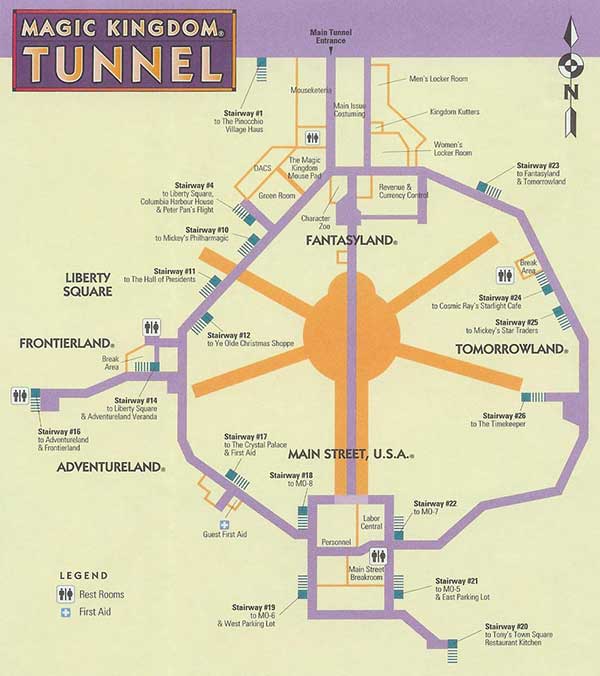 MAGIC KINGDOM®
TUNNEL
Main Tunnel
Entrance
N
Stairway #1
to The Pinocchio
Village Haus
Mouseketeria
Main Issue
Costuming
Men's Locker Room
Kingdom Kutters
Women's
Locker Room
DACS
The Magic
Kingdom
Mouse Pad
Green Room
Character
Zoo
Revenue &
Currency Control
Stairway #23
to Fantasyland
& Tomorrowland
Stairway #4
to Liberty Square,
Columbia Harbour House
& Peter Pan's Flight
Stairway #10
to Mickey's Philharmagic
FANTASYLAND®
Stairway #11
to The Hall of Presidents
LIBERTY
SQUARE
Break
Area
Stairway #24
to Cosmic Ray's Starlight Cafe
Stairway #25
to Mickey's Star Traders
Stairway #12
to Ye Olde Christmas Shoppe
FRONTIERLAND®
TOMORROWLAND®
Break
Area
Stairway #14
to Liberty Square
& Adventureland Veranda
Stairway #16
to Adventureland
& Frontierland
Stairway #26
to The Timekeeper
Stairway #17
to The Crystal Palace
& First Aid
MAIN STREET, U.S.A.®
ADVENTURELAND®
Stairway #18
to MO-8
Stairway #22
to MO-7
Labor
Central
Guest First Aid
Personnel
Main Street
Breakroom
LEGEND
Rest Rooms
First Aid
Stairway #21
to MO-5
& East Parking Lot
Stairway #19
to MO-6
& West Parking Lot
Stairway #20
to Tony's Town Square
Restaurant Kitchen